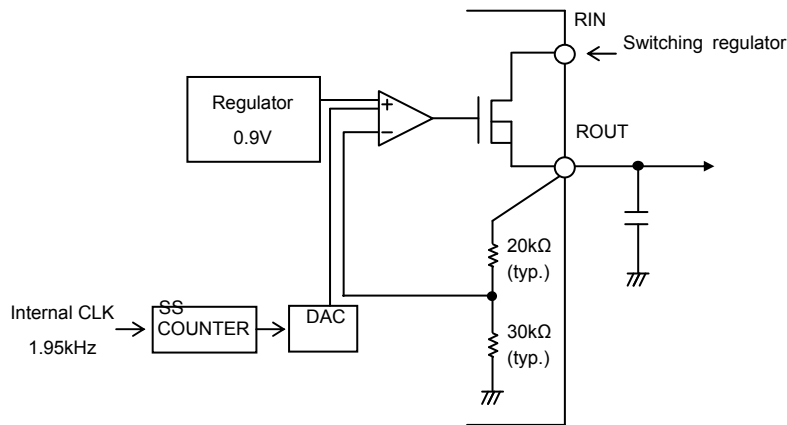 RIN
Switching regulator
Regulator
0.9V
+
−
ROUT
20kΩ
(typ.)
Internal CLK
1.95kHz
SS
COUNTER
DAC
30kΩ
(typ.)